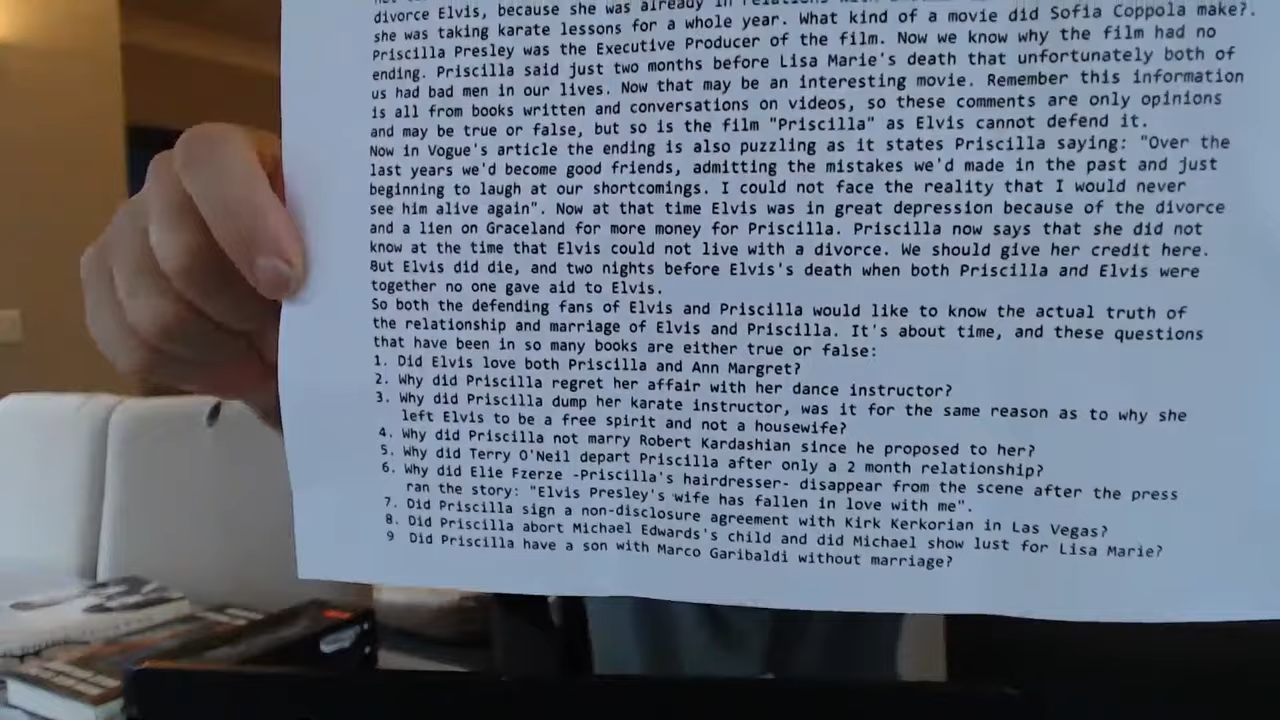 divorce Elvis, because she was already in relations with
she was taking karate lessons for a whole year. What kind of a movie did Sofia Coppola make?.
Priscilla Presley was the Executive Producer of the film. Now we know why the film had no
ending. Priscilla said just two months before Lisa Marie's death that unfortunately both of
us had bad men in our lives. Now that may be an interesting movie. Remember this information
is all from books written and conversations on videos, so these comments are only opinions
and may be true or false, but so is the film "Priscilla" as Elvis cannot defend it.
Now in Vogue's article the ending is also puzzling as it states Priscilla saying: "Over the
last years we'd become good friends, admitting the mistakes we'd made in the past and just
beginning to laugh at our shortcomings. I could not face the reality that I would never
see him alive again". Now at that time Elvis was in great depression because of the divorce
and a lien on Graceland for more money for Priscilla. Priscilla now says that she did not
know at the time that Elvis could not live with a divorce. We should give her credit here.
But Elvis did die, and two nights before Elvis's death when both Priscilla and Elvis were
together no one gave aid to Elvis.
So both the defending fans of Elvis and Priscilla would like to know the actual truth of
the relationship and marriage of Elvis and Priscilla. It's about time, and these questions
that have been in so many books are either true or false:
1. Did Elvis love both Priscilla and Ann Margret?
2. Why did Priscilla regret her affair with her dance instructor?
3. Why did Priscilla dump her karate instructor, was it for the same reason as to why she
left Elvis to be a free spirit and not a housewife?
4. Why did Priscilla not marry Robert Kardashian since he proposed to her?
5. Why did Terry O'Neil depart Priscilla after only a 2 month relationship?
6. Why did Elie Fzerze -Priscilla's hairdresser- disappear from the scene after the press
ran the story: "Elvis Presley's wife has fallen in love with me".
7. Did Priscilla sign a non-disclosure agreement with Kirk Kerkorian in Las Vegas?
8. Did Priscilla abort Michael Edwards's child and did Michael show lust for Lisa Marie?
9 Did Priscilla have a son with Marco Garibaldi without marriage?